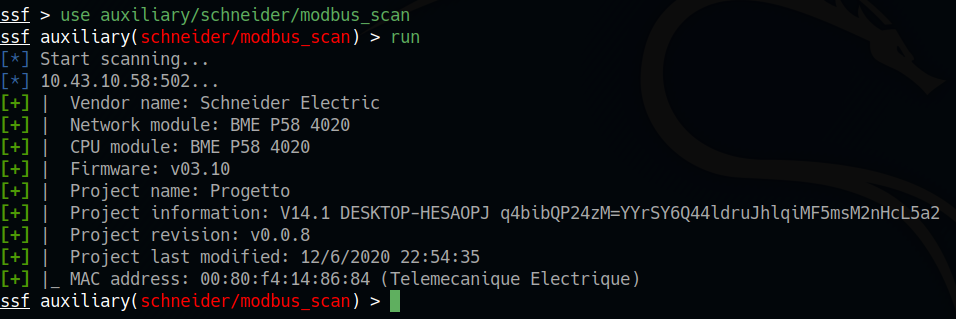 ssf > use auxiliary/schneider/modbus_scan
ssf auxiliary(schneider/modbus_scan) > run
[*] Start scanning...
[*] 10.43.10.58:502...
[+] |  Vendor name: Schneider Electric
[+] |  Network module: BME P58 4020
[+] |  CPU module: BME P58 4020
[+] |  Firmware: v03.10
[+] |  Project name: Progetto
[+] |  Project information: V14.1 DESKTOP-HESAOPJ q4bibQP24zM=YYrSY6Q44ldruJhlqiMF5msM2nHcL5a2
[+] |  Project revision: v0.0.8
[+] |  Project last modified: 12/6/2020 22:54:35
[+] |_ MAC address: 00:80:f4:14:86:84 (Telemecanique Electrique)
ssf auxiliary(schneider/modbus_scan) >